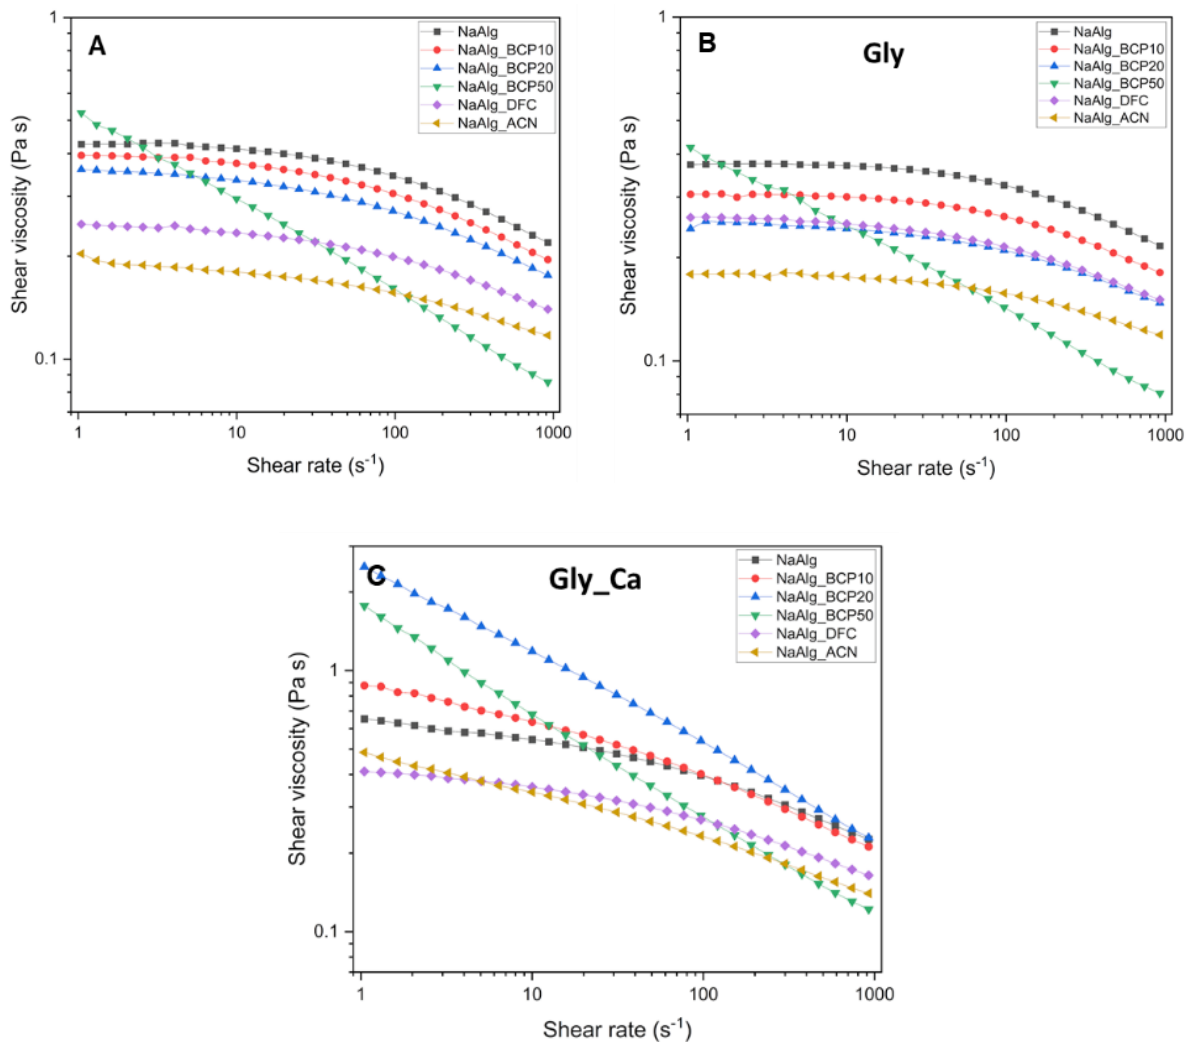 A
NaAlg
NaAlg_BCP10
NaAlg_BCP20
NaAlg_BCP50
NaAlg_DFC
NaAlg_ACN
Shear viscosity (Pa s)
1
0.1
1
10
100
1000
Shear rate (s⁻¹)
B
Gly
NaAlg
NaAlg_BCP10
NaAlg_BCP20
NaAlg_BCP50
NaAlg_DFC
NaAlg_ACN
Shear viscosity (Pa s)
1
0.1
1
10
100
1000
Shear rate (s⁻¹)
C
Gly_Ca
NaAlg
NaAlg_BCP10
NaAlg_BCP20
NaAlg_BCP50
NaAlg_DFC
NaAlg_ACN
Shear viscosity (Pa s)
1
0.1
1
10
100
1000
Shear rate (s⁻¹)